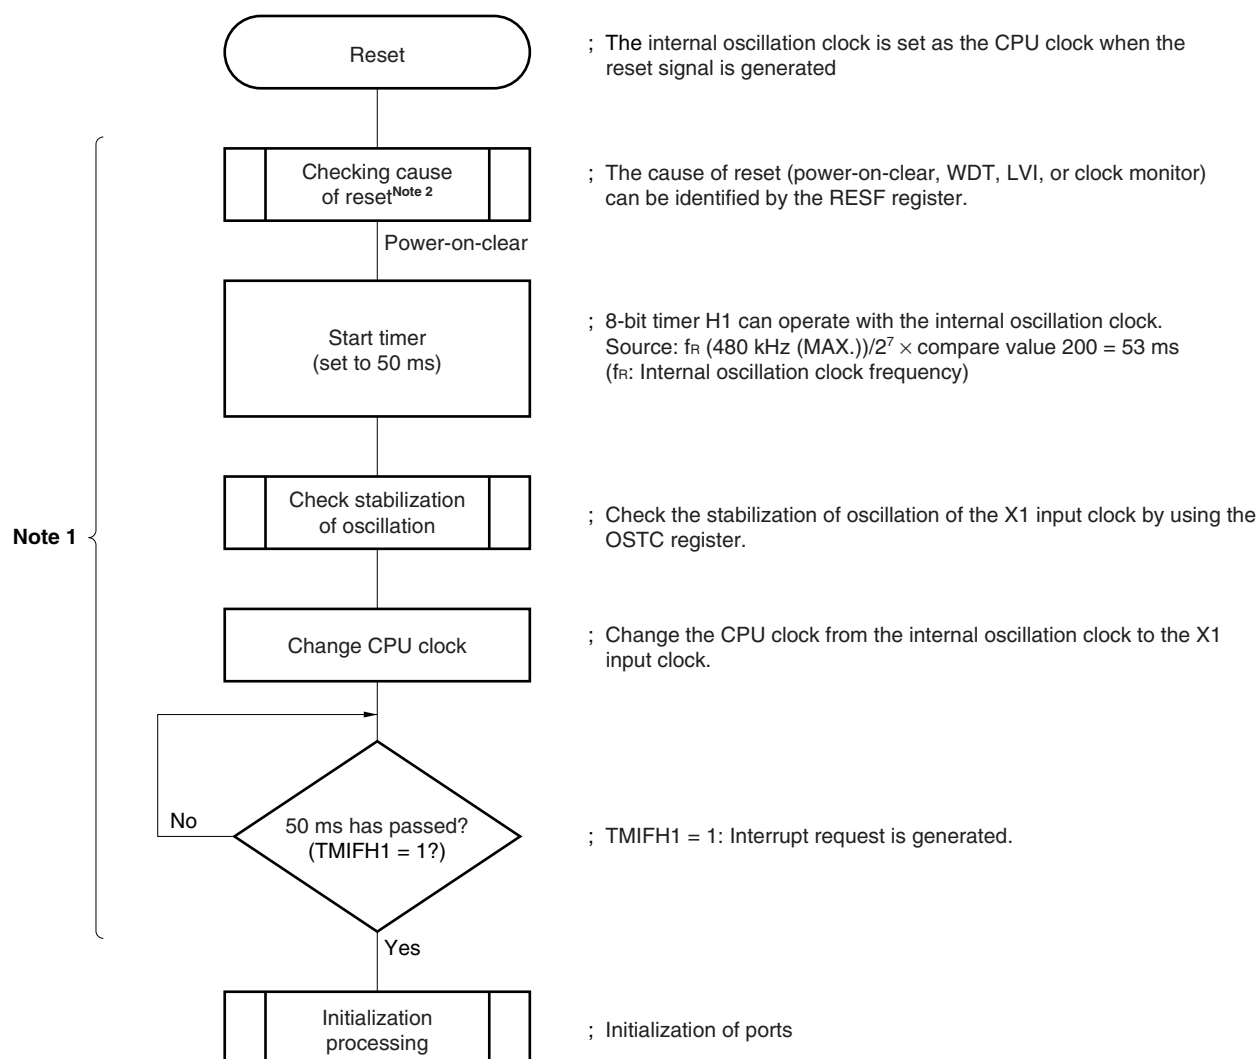 Reset
; The internal oscillation clock is set as the CPU clock when the
reset signal is generated
Checking cause
of reset^Note 2
; The cause of reset (power-on-clear, WDT, LVI, or clock monitor)
can be identified by the RESF register.
Power-on-clear
Start timer
(set to 50 ms)
; 8-bit timer H1 can operate with the internal oscillation clock.
Source: fR (480 kHz (MAX.))/2⁷ × compare value 200 = 53 ms
(fR: Internal oscillation clock frequency)
Note 1
Check stabilization
of oscillation
; Check the stabilization of oscillation of the X1 input clock by using the
OSTC register.
Change CPU clock
; Change the CPU clock from the internal oscillation clock to the X1
input clock.
No
50 ms has passed?
(TMIFH1 = 1?)
; TMIFH1 = 1: Interrupt request is generated.
Yes
Initialization
processing
; Initialization of ports